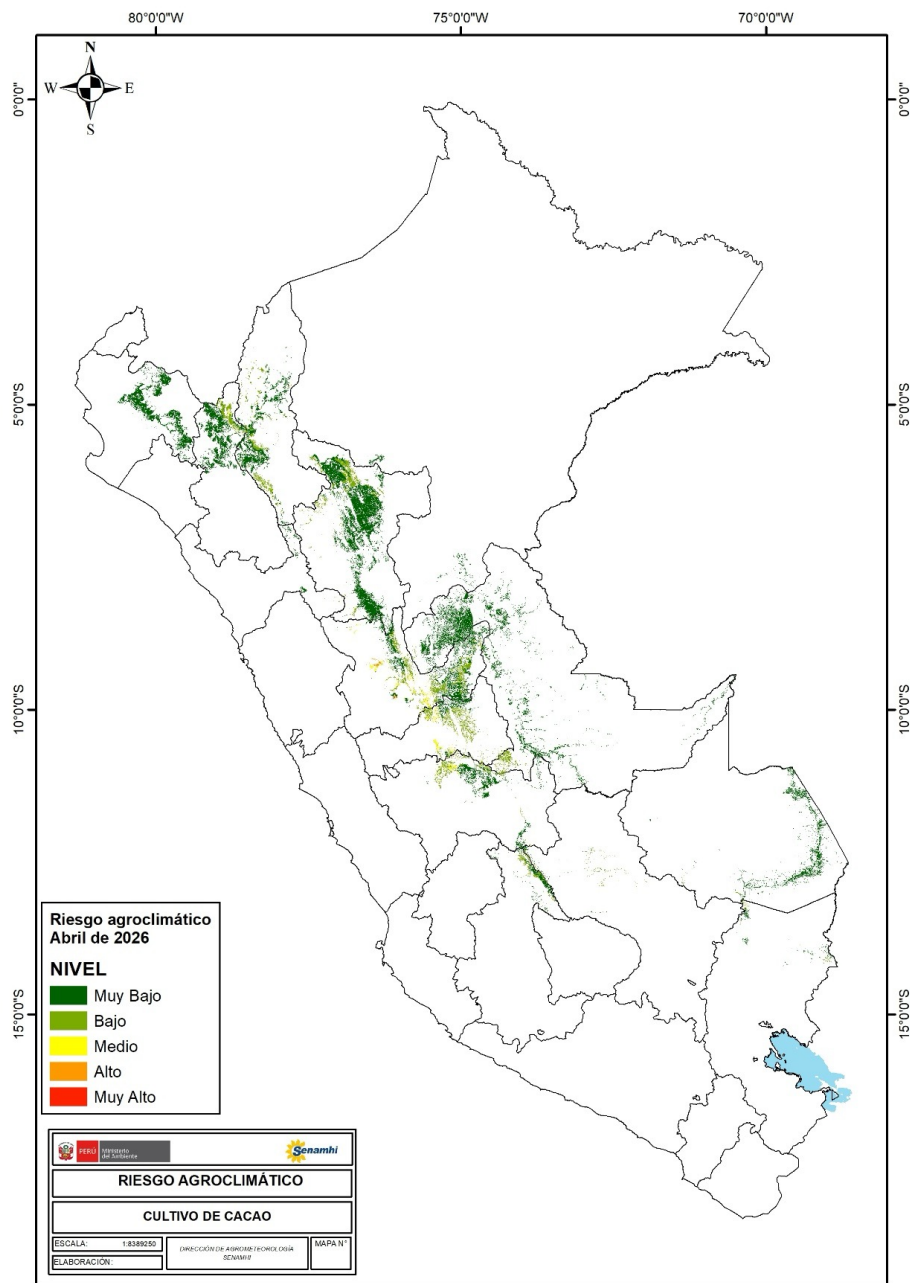 80°0'0"W 75°0'0"W 70°0'0"W
N
W E
S
0°0'0" 0°0'0"
5°0'0"S 5°0'0"S
10°0'0"S 10°0'0"S
15°0'0"S 15°0'0"S
Riesgo agroclimático
Abril de 2026
NIVEL
Muy Bajo
Bajo
Medio
Alto
Muy Alto
PERÚ Ministerio
del Ambiente
Senamhi
RIESGO AGROCLIMÁTICO
CULTIVO DE CACAO
ESCALA: 1:8389250
DIRECCIÓN DE AGROMETEOROLOGÍA
SENAMHI
MAPA N°
ELABORACIÓN: